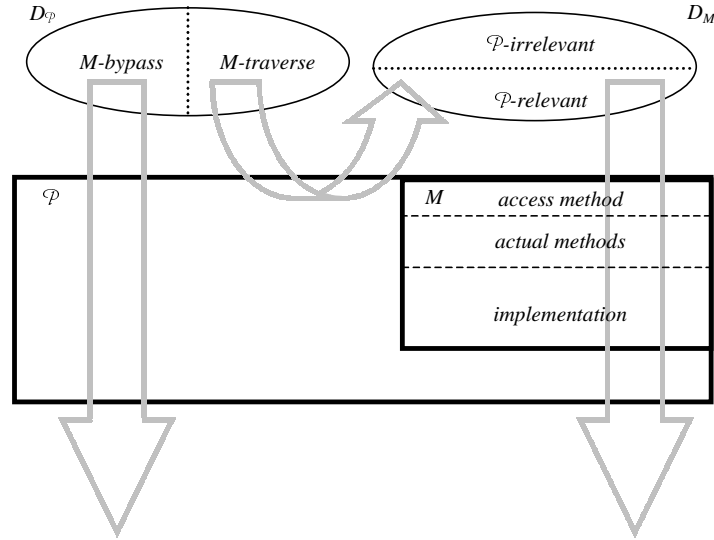 D𝒫
D_M
M-bypass
M-traverse
𝒫-irrelevant
𝒫-relevant
𝒫
M
access method
actual methods
implementation